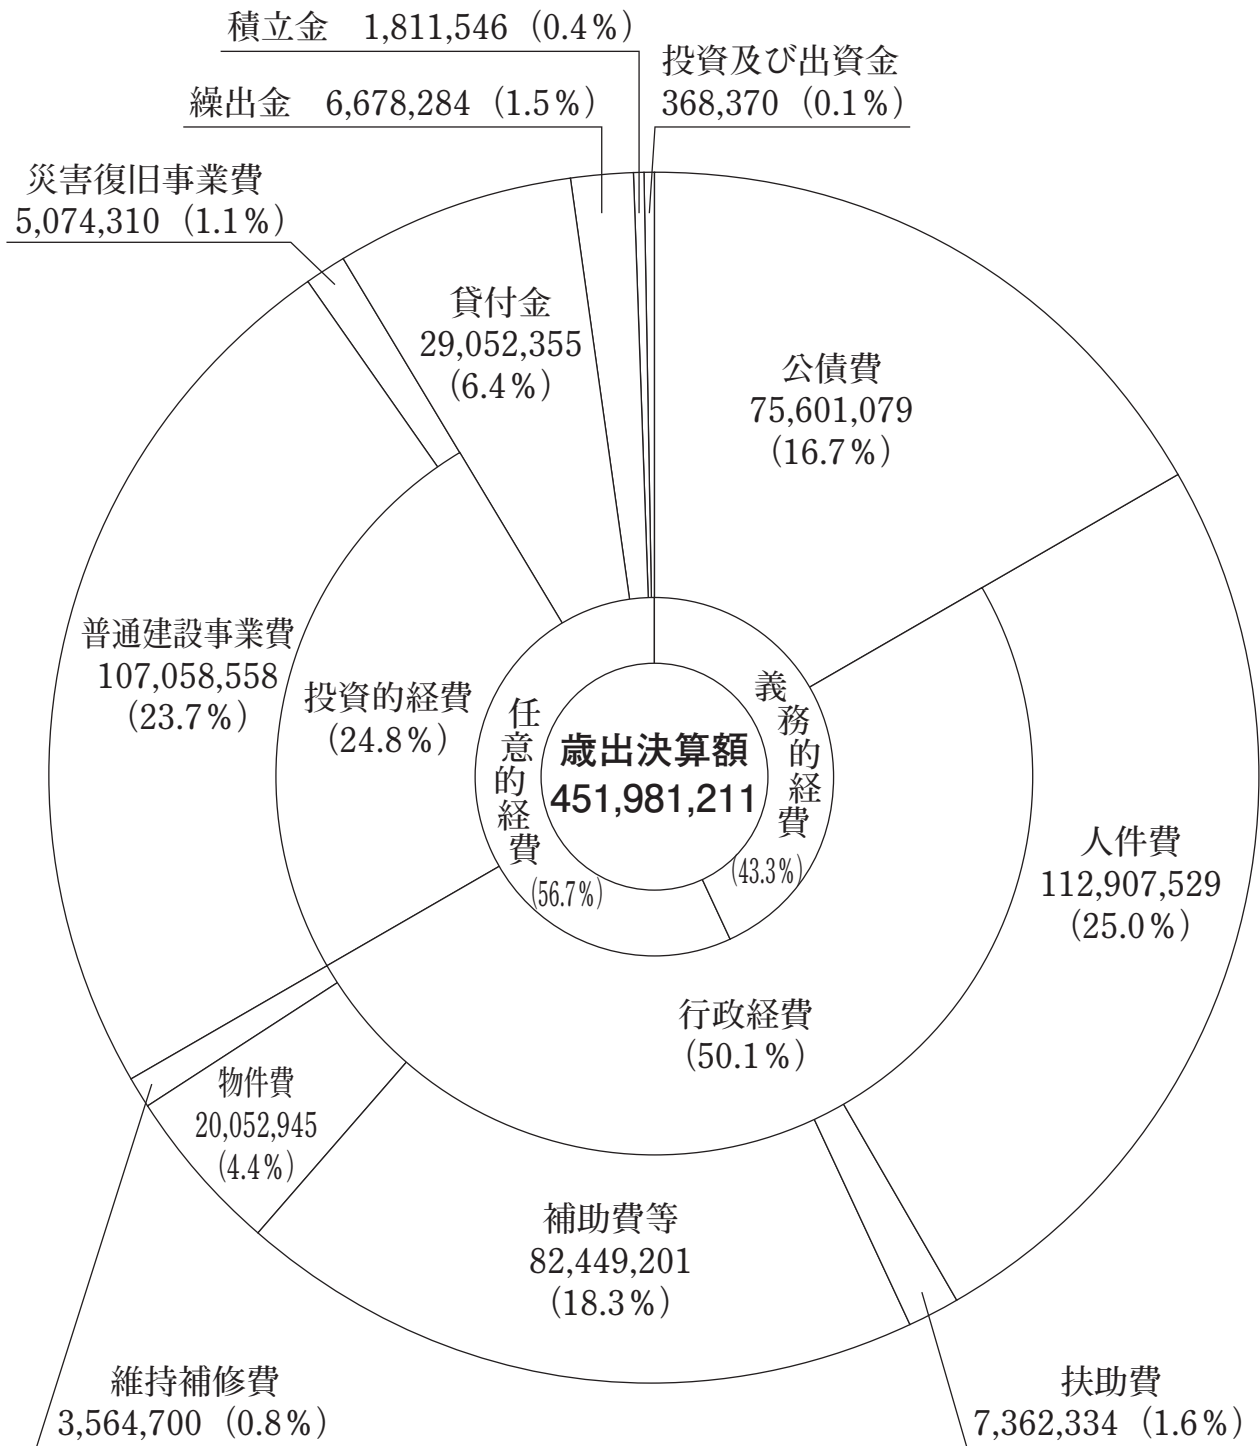 積立金　1,811,546（0.4％）
投資及び出資金
368,370（0.1％）
繰出金　6,678,284（1.5％）
災害復旧事業費
5,074,310（1.1％）
貸付金
29,052,355
（6.4％）
公債費
75,601,079
（16.7％）
普通建設事業費
107,058,558
（23.7％）
投資的経費
（24.8％）
任意的経費
（56.7％）
歳出決算額
451,981,211
義務的経費
（43.3％）
人件費
112,907,529
（25.0％）
行政経費
（50.1％）
物件費
20,052,945
（4.4％）
補助費等
82,449,201
（18.3％）
維持補修費
3,564,700（0.8％）
扶助費
7,362,334（1.6％）